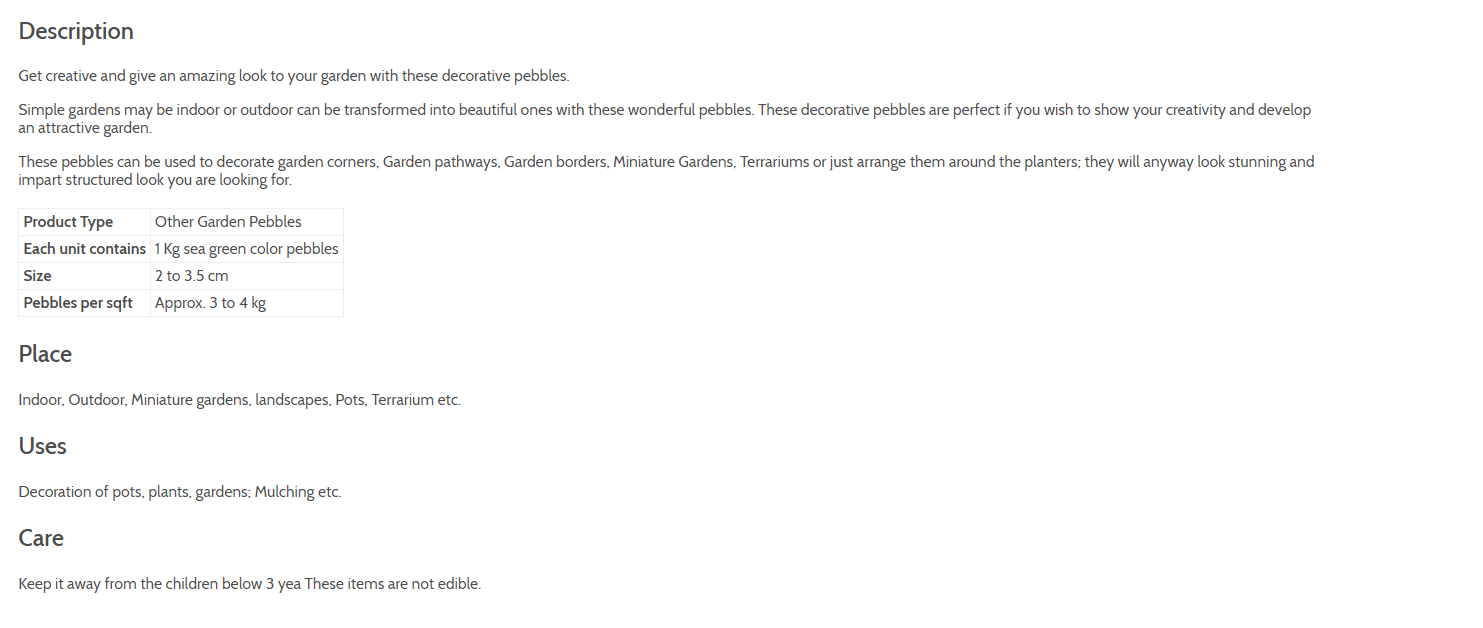 Description
Get creative and give an amazing look to your garden with these decorative pebbles.
Simple gardens may be indoor or outdoor can be transformed into beautiful ones with these wonderful pebbles. These decorative pebbles are perfect if you wish to show your creativity and develop
an attractive garden.
These pebbles can be used to decorate garden corners, Garden pathways, Garden borders, Miniature Gardens, Terrariums or just arrange them around the planters; they will anyway look stunning and
impart structured look you are looking for.
Product Type Other Garden Pebbles
Each unit contains 1 Kg sea green color pebbles
Size 2 to 3.5 cm
Pebbles per sqft Approx. 3 to 4 kg
Place
Indoor, Outdoor, Miniature gardens, landscapes, Pots, Terrarium etc.
Uses
Decoration of pots, plants, gardens; Mulching etc.
Care
Keep it away from the children below 3 yea These items are not edible.